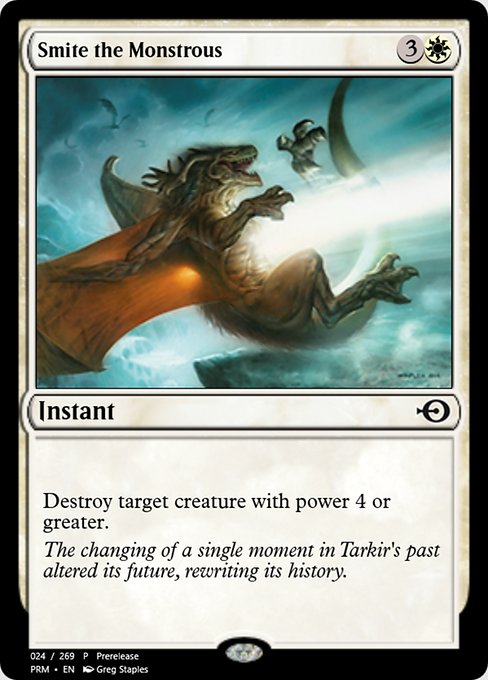 Smite the Monstrous 3
Instant
Destroy target creature with power 4 or
greater.
The changing of a single moment in Tarkir's past
altered its future, rewriting its history.
024 / 269 P Prerelease
PRM • EN Greg Staples